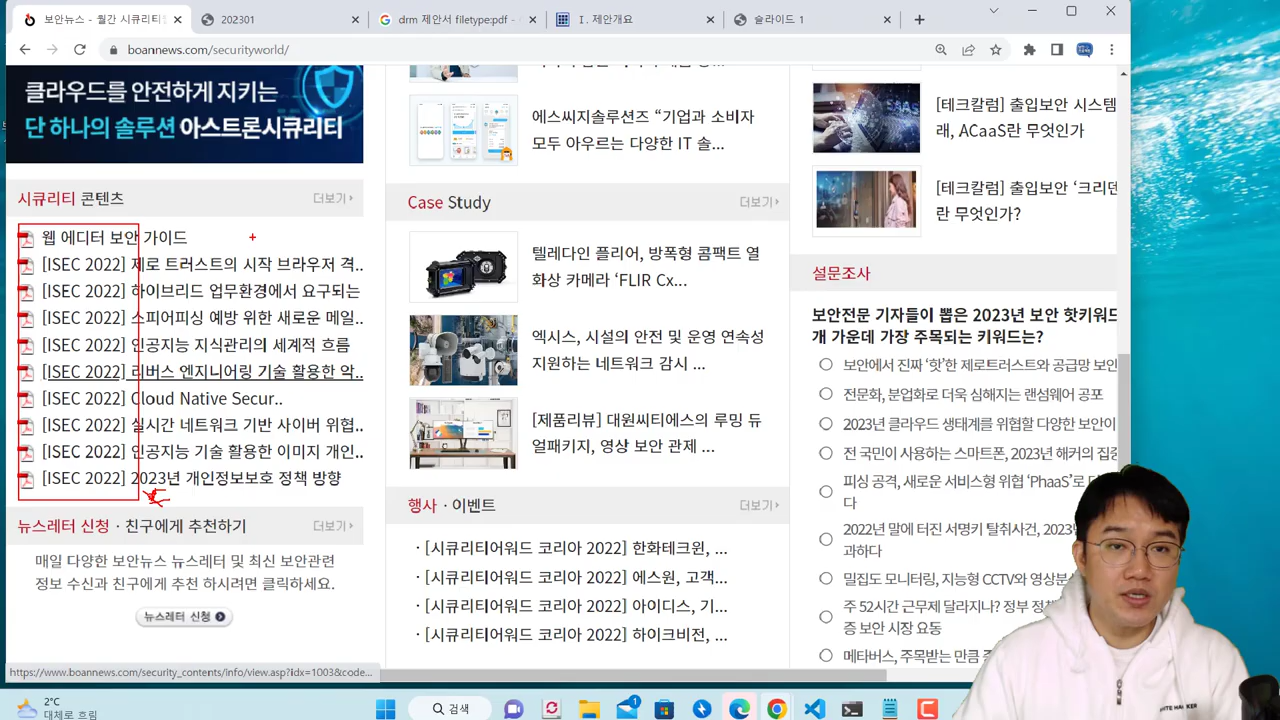 보안뉴스 - 월간 시큐리티
202301
drm 제안서 filetype:pdf -
Ⅰ. 제안개요
슬라이드 1
boannews.com/securityworld/
클라우드를 안전하게 지키는
단 하나의 솔루션 아스트론시큐리티
시큐리티 콘텐츠
더보기
웹 에디터 보안 가이드
[ISEC 2022] 제로 트러스트의 시작 브라우저 격..
[ISEC 2022] 하이브리드 업무환경에서 요구되는
[ISEC 2022] 스피어피싱 예방 위한 새로운 메일..
[ISEC 2022] 인공지능 지식관리의 세계적 흐름
[ISEC 2022] 리버스 엔지니어링 기술 활용한 악..
[ISEC 2022] Cloud Native Secur..
[ISEC 2022] 실시간 네트워크 기반 사이버 위협..
[ISEC 2022] 인공지능 기술 활용한 이미지 개인..
[ISEC 2022] 2023년 개인정보보호 정책 방향
뉴스레터 신청 · 친구에게 추천하기
더보기
매일 다양한 보안뉴스 뉴스레터 및 최신 보안관련
정보 수신과 친구에게 추천 하시려면 클릭하세요.
뉴스레터 신청
에스씨지솔루션즈 “기업과 소비자
모두 아우르는 다양한 IT 솔...
Case Study
더보기
텔레다인 플리어, 방폭형 콤팩트 열
화상 카메라 ‘FLIR Cx...
엑시스, 시설의 안전 및 운영 연속성
지원하는 네트워크 감시 ...
[제품리뷰] 대원씨티에스의 루밍 듀
얼패키지, 영상 보안 관제 ...
행사 · 이벤트
더보기
· [시큐리티어워드 코리아 2022] 한화테크윈, ...
· [시큐리티어워드 코리아 2022] 에스원, 고객...
· [시큐리티어워드 코리아 2022] 아이디스, 기...
· [시큐리티어워드 코리아 2022] 하이크비전, ...
[테크칼럼] 출입보안 시스템
래, ACaaS란 무엇인가
[테크칼럼] 출입보안 ‘크리덴
란 무엇인가?
설문조사
보안전문 기자들이 뽑은 2023년 보안 핫키워드
개 가운데 가장 주목되는 키워드는?
보안에서 진짜 ‘핫’한 제로트러스트와 공급망 보안
전문화, 분업화로 더욱 심해지는 랜섬웨어 공포
2023년 클라우드 생태계를 위협할 다양한 보안이
전 국민이 사용하는 스마트폰, 2023년 해커의 집중
피싱 공격, 새로운 서비스형 위협 ‘PhaaS’로
다
2022년 말에 터진 서명키 탈취사건, 2023년
과하다
밀집도 모니터링, 지능형 CCTV와 영상분
주 52시간 근무제 달라지나? 정부 정책
증 보안 시장 요동
메타버스, 주목받는 만큼
https://www.boannews.com/security_contents/info/view.asp?idx=1003&code...
2°C
대체로 흐림
검색
1
WHITE HACKER